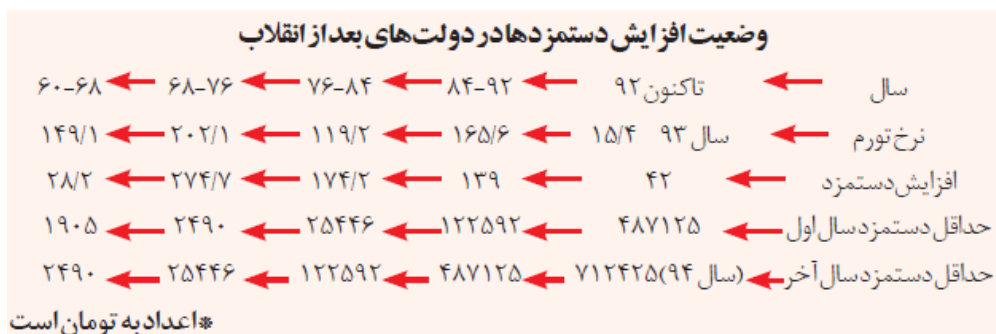 وضعیت افزایش دستمزدها در دولت‌های بعد از انقلاب
سال تاکنون ۹۲ ۸۴-۹۲ ۷۶-۸۴ ۶۸-۷۶ ۶۰-۶۸
نرخ تورم سال ۹۳ ۱۵/۴ ۱۶۵/۶ ۱۱۹/۲ ۲۰۲/۱ ۱۴۹/۱
افزایش دستمزد ۴۲ ۱۳۹ ۱۷۴/۲ ۲۷۴/۷ ۲۸/۲
حداقل دستمزد سال اول ۴۸۷۱۲۵ ۱۲۲۵۹۲ ۲۵۴۴۶ ۲۴۹۰ ۱۹۰۵
حداقل دستمزد سال آخر (سال ۹۴) ۷۱۲۴۲۵ ۴۸۷۱۲۵ ۱۲۲۵۹۲ ۲۵۴۴۶ ۲۴۹۰
*اعداد به تومان است